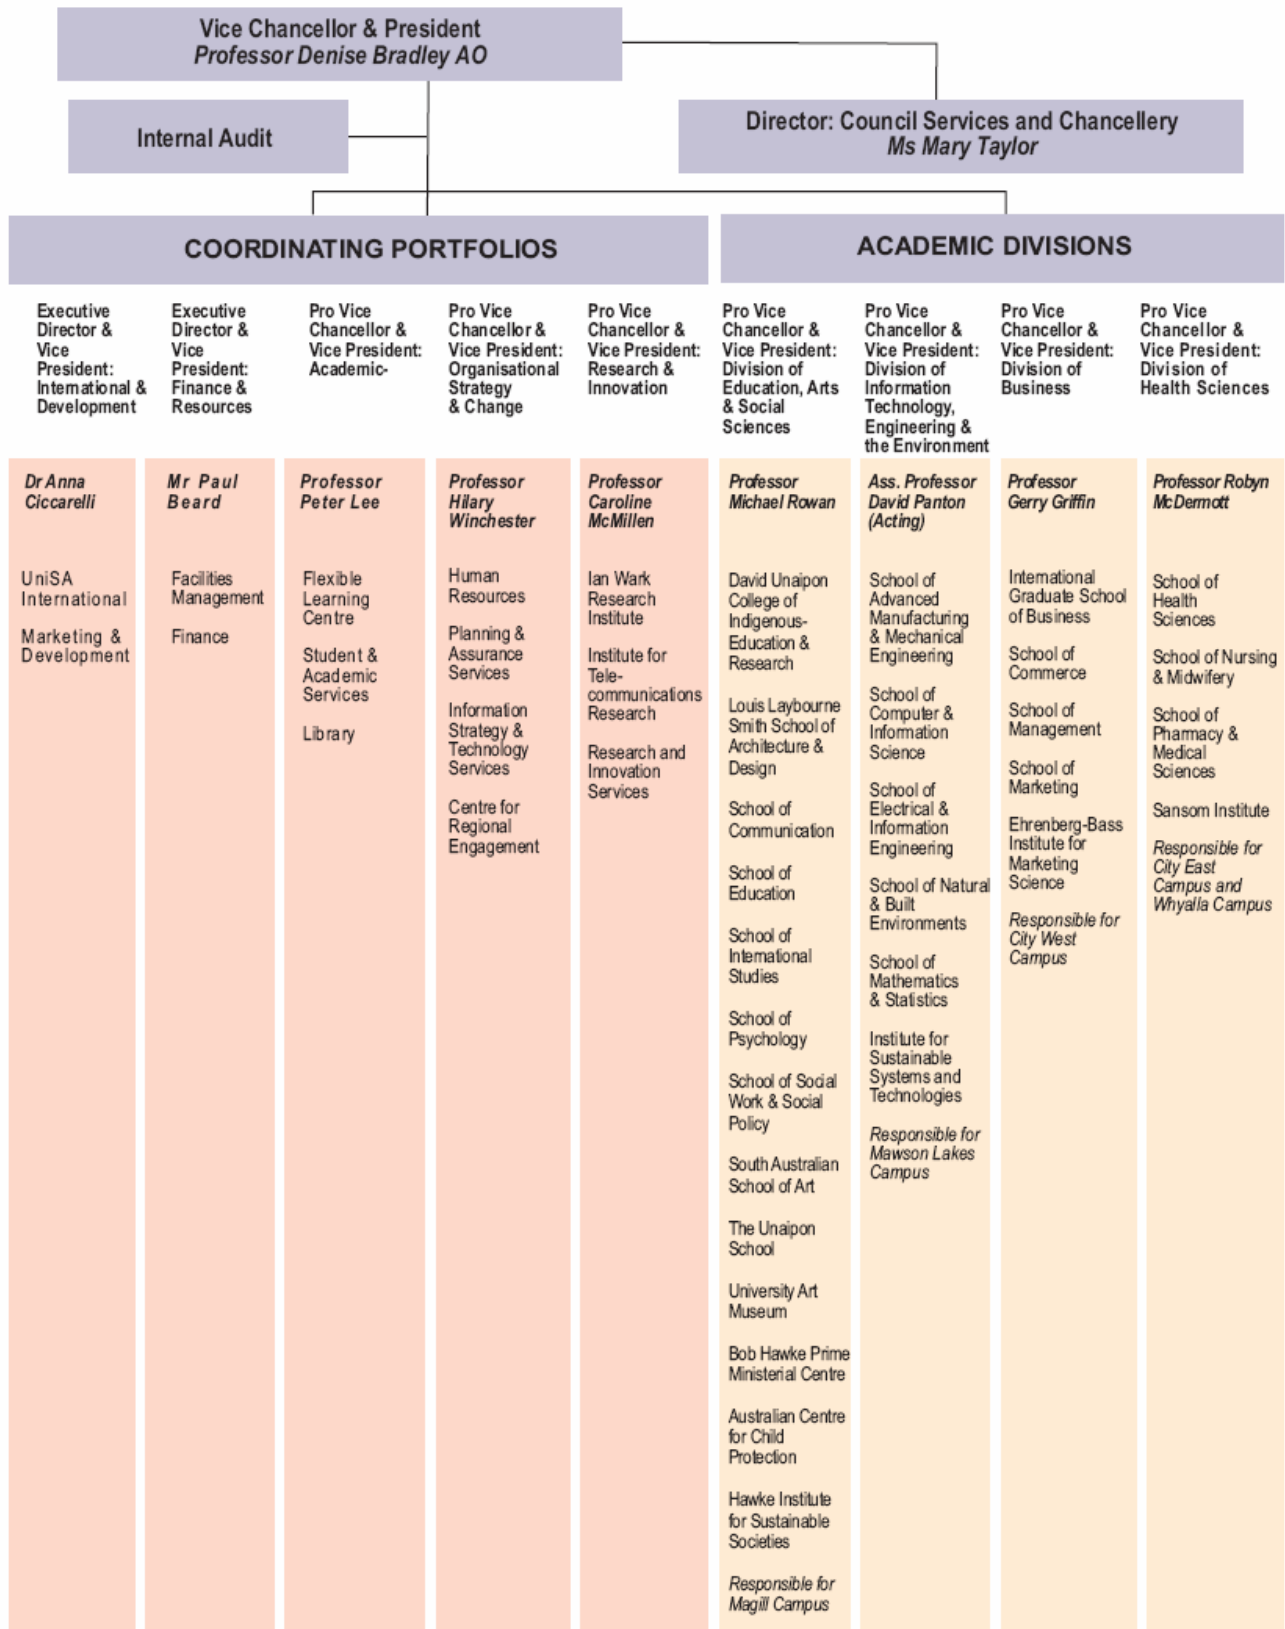 Vice Chancellor & President
Professor Denise Bradley AO
Internal Audit
Director: Council Services and Chancellery
Ms Mary Taylor
COORDINATING PORTFOLIOS
ACADEMIC DIVISIONS
Executive
Director &
Vice
President:
International &
Development
Dr Anna
Ciccarelli
UniSA
International
Marketing &
Development
Executive
Director &
Vice
President:
Finance &
Resources
Mr Paul
Beard
Facilities
Management
Finance
Pro Vice
Chancellor &
Vice President:
Academic-
Professor
Peter Lee
Flexible
Learning
Centre
Student &
Academic
Services
Library
Pro Vice
Chancellor &
Vice President:
Organisational
Strategy
& Change
Professor
Hilary
Winchester
Human
Resources
Planning &
Assurance
Services
Information
Strategy &
Technology
Services
Centre for
Regional
Engagement
Pro Vice
Chancellor &
Vice President:
Research &
Innovation
Professor
Caroline
McMillen
Ian Wark
Research
Institute
Institute for
Tele-
communications
Research
Research and
Innovation
Services
Pro Vice
Chancellor &
Vice President:
Division of
Education, Arts
& Social
Sciences
Professor
Michael Rowan
David Unaipon
College of
Indigenous-
Education &
Research
Louis Laybourne
Smith School of
Architecture &
Design
School of
Communication
School of
Education
School of
International
Studies
School of
Psychology
School of Social
Work & Social
Policy
South Australian
School of Art
The Unaipon
School
University Art
Museum
Bob Hawke Prime
Ministerial Centre
Australian Centre
for Child
Protection
Hawke Institute
for Sustainable
Societies
Responsible for
Magill Campus
Pro Vice
Chancellor &
Vice President:
Division of
Information
Technology,
Engineering &
the Environment
Ass. Professor
David Panton
(Acting)
School of
Advanced
Manufacturing
& Mechanical
Engineering
School of
Computer &
Information
Science
School of
Electrical &
Information
Engineering
School of Natural
& Built
Environments
School of
Mathematics
& Statistics
Institute for
Sustainable
Systems and
Technologies
Responsible for
Mawson Lakes
Campus
Pro Vice
Chancellor &
Vice President:
Division of
Business
Professor
Gerry Griffin
International
Graduate School
of Business
School of
Commerce
School of
Management
School of
Marketing
Ehrenberg-Bass
Institute for
Marketing
Science
Responsible for
City West
Campus
Pro Vice
Chancellor &
Vice President:
Division of
Health Sciences
Professor Robyn
McDermott
School of
Health
Sciences
School of Nursing
& Midwifery
School of
Pharmacy &
Medical
Sciences
Sansom Institute
Responsible for
City East
Campus and
Whyalla Campus